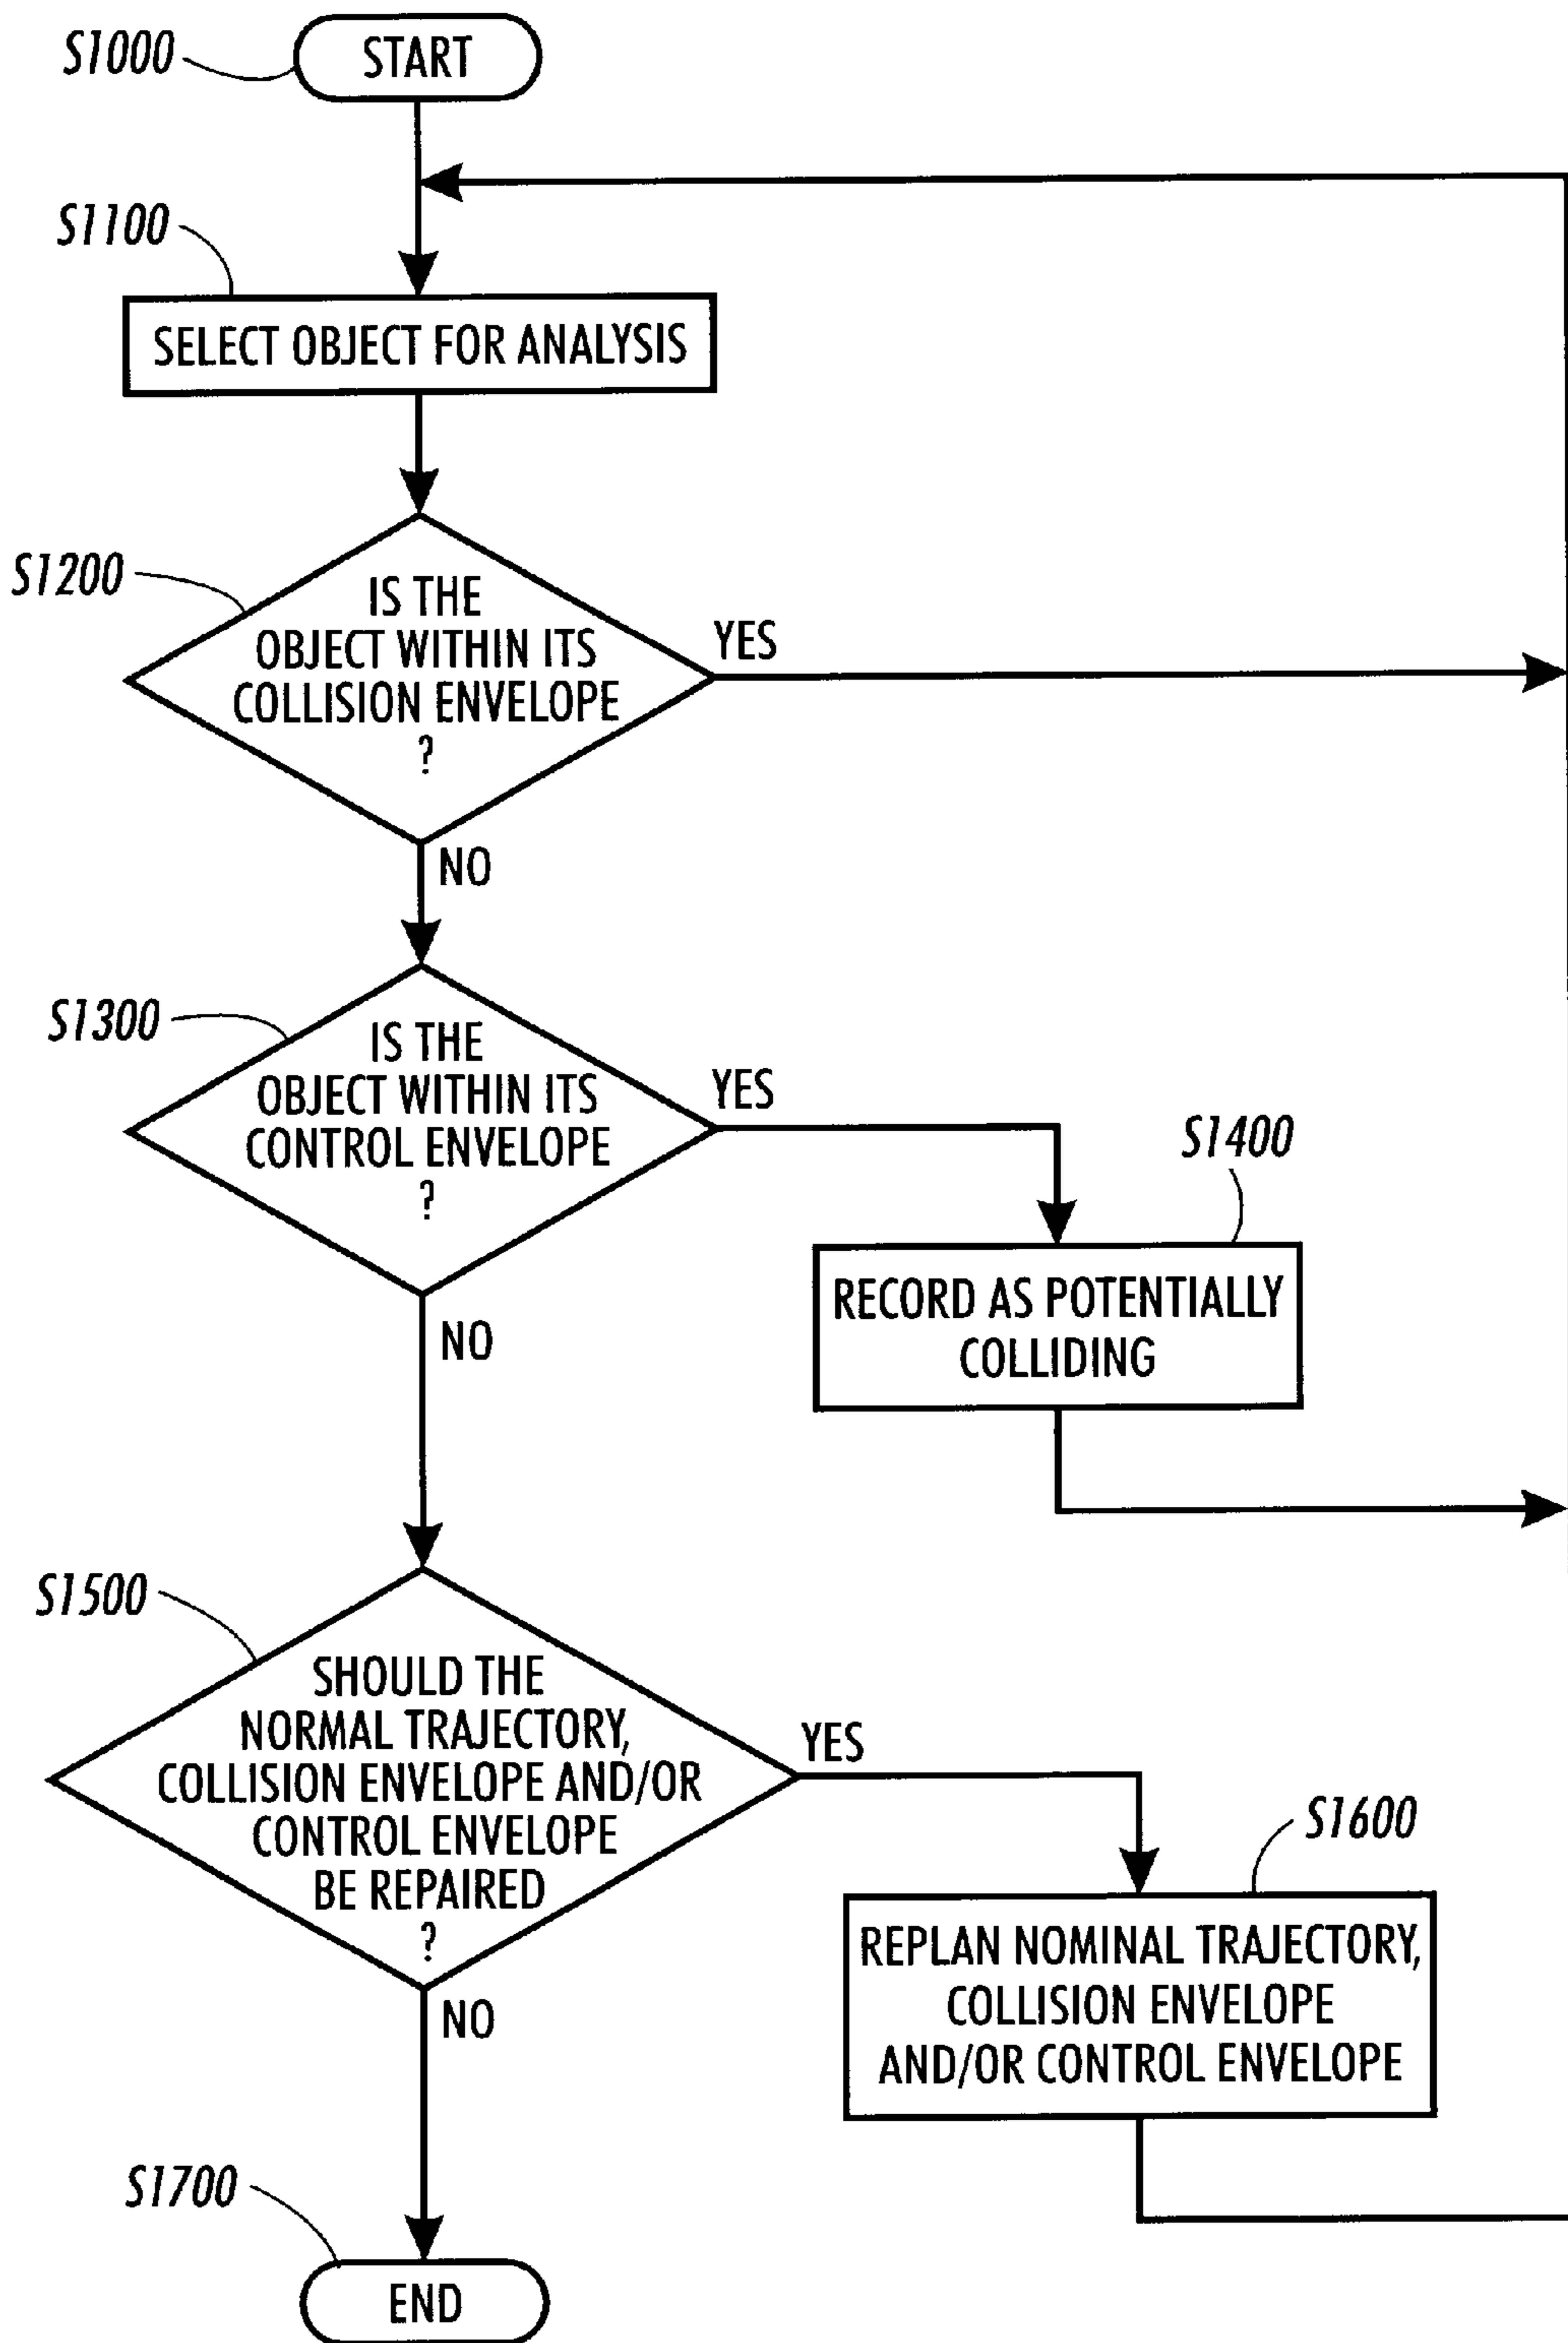 S1000
START
S1100
SELECT OBJECT FOR ANALYSIS
S1200
IS THE
OBJECT WITHIN ITS
COLLISION ENVELOPE
?
YES
NO
S1300
IS THE
OBJECT WITHIN ITS
CONTROL ENVELOPE
?
YES
S1400
RECORD AS POTENTIALLY
COLLIDING
NO
S1500
SHOULD THE
NORMAL TRAJECTORY,
COLLISION ENVELOPE AND/OR
CONTROL ENVELOPE
BE REPAIRED
?
YES
S1600
REPLAN NOMINAL TRAJECTORY,
COLLISION ENVELOPE
AND/OR CONTROL ENVELOPE
NO
S1700
END